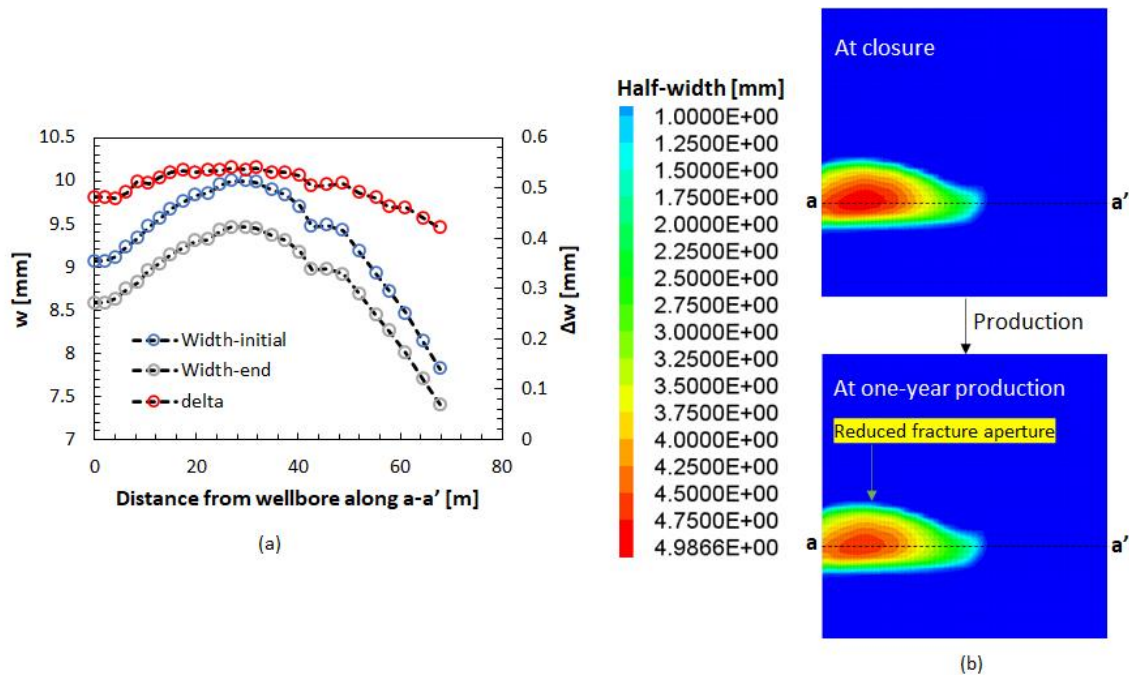 10.5
10
9.5
9
8.5
8
7.5
7
w [mm]
0.6
0.5
0.4
0.3
0.2
0.1
0
Δw [mm]
Width-initial
Width-end
delta
0 20 40 60 80
Distance from wellbore along a-a’ [m]
(a)
Half-width [mm]
1.0000E+00
1.2500E+00
1.5000E+00
1.7500E+00
2.0000E+00
2.2500E+00
2.5000E+00
2.7500E+00
3.0000E+00
3.2500E+00
3.5000E+00
3.7500E+00
4.0000E+00
4.2500E+00
4.5000E+00
4.7500E+00
4.9866E+00
At closure
a a’
Production
At one-year production
Reduced fracture aperture
a a’
(b)